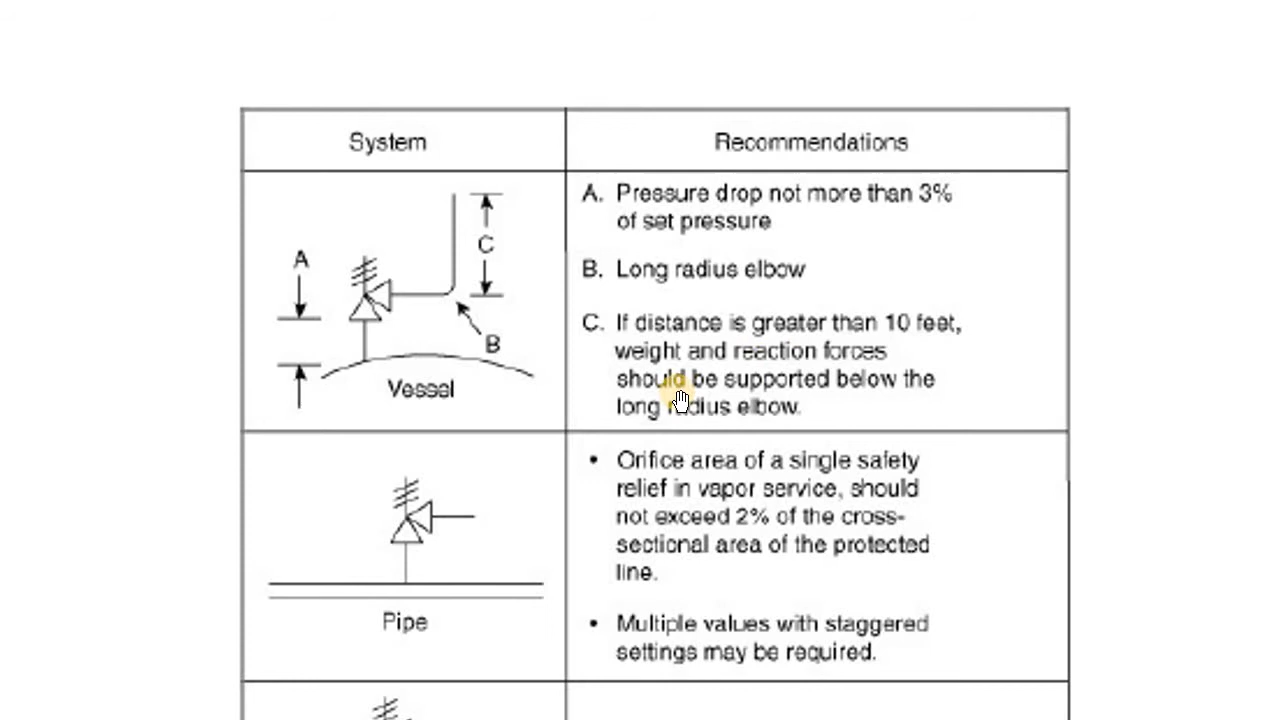 System
Recommendations
A
C
B
Vessel
A. Pressure drop not more than 3%
of set pressure
B. Long radius elbow
C. If distance is greater than 10 feet,
weight and reaction forces
should be supported below the
long radius elbow.
Pipe
• Orifice area of a single safety
relief in vapor service, should
not exceed 2% of the cross-
sectional area of the protected
line.
• Multiple values with staggered
settings may be required.